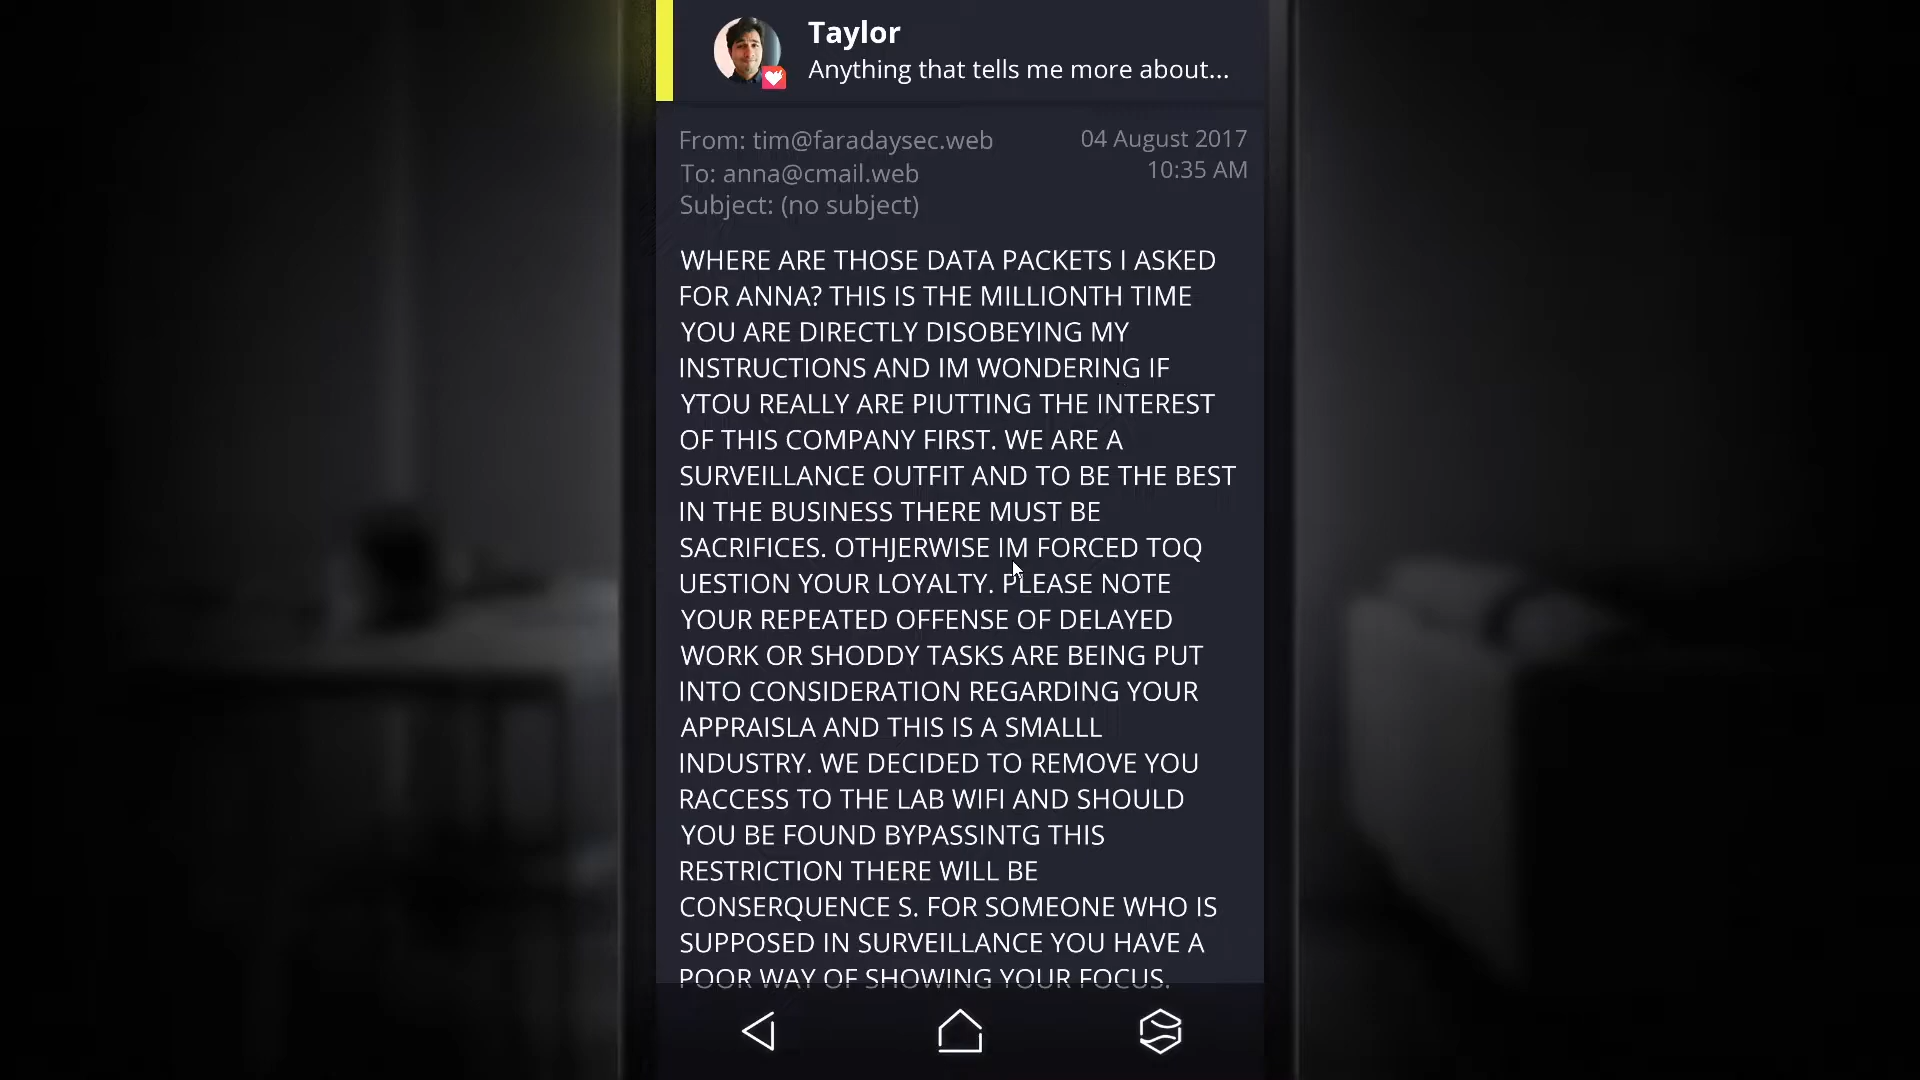 Taylor
Anything that tells me more about...
From: tim@faradaysec.web
04 August 2017
To: anna@cmail.web
10:35 AM
Subject: (no subject)
WHERE ARE THOSE DATA PACKETS I ASKED
FOR ANNA? THIS IS THE MILLIONTH TIME
YOU ARE DIRECTLY DISOBEYING MY
INSTRUCTIONS AND IM WONDERING IF
YTOU REALLY ARE PIUTTING THE INTEREST
OF THIS COMPANY FIRST. WE ARE A
SURVEILLANCE OUTFIT AND TO BE THE BEST
IN THE BUSINESS THERE MUST BE
SACRIFICES. OTHJERWISE IM FORCED TOQ
UESTION YOUR LOYALTY. PLEASE NOTE
YOUR REPEATED OFFENSE OF DELAYED
WORK OR SHODDY TASKS ARE BEING PUT
INTO CONSIDERATION REGARDING YOUR
APPRAISLA AND THIS IS A SMALLL
INDUSTRY. WE DECIDED TO REMOVE YOU
RACCESS TO THE LAB WIFI AND SHOULD
YOU BE FOUND BYPASSINTG THIS
RESTRICTION THERE WILL BE
CONSERQUENCE S. FOR SOMEONE WHO IS
SUPPOSED IN SURVEILLANCE YOU HAVE A
POOR WAY OF SHOWING YOUR FOCUS.